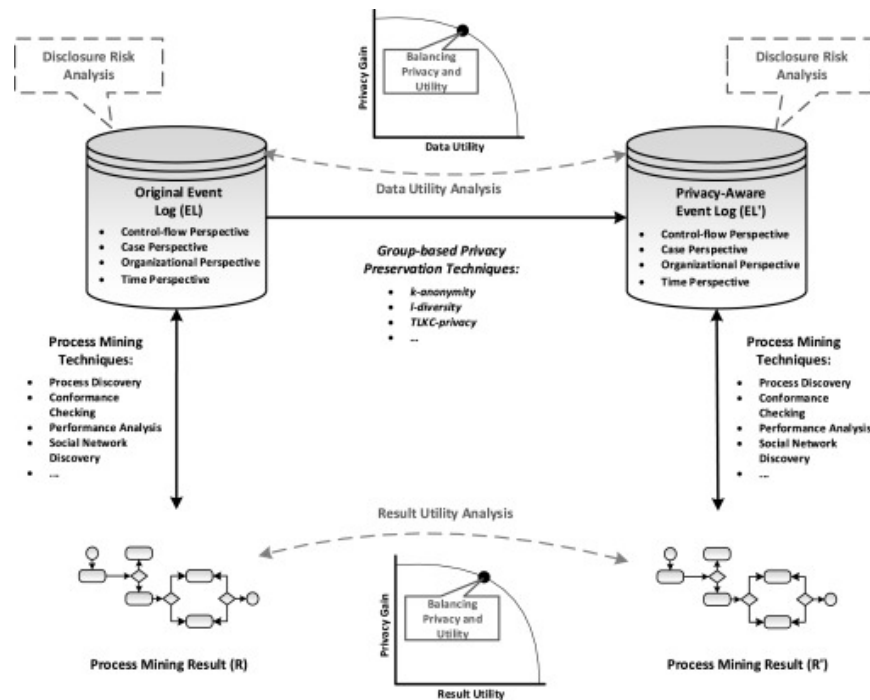 Disclosure Risk
Analysis
Privacy Gain
Balancing
Privacy and
Utility
Data Utility
Disclosure Risk
Analysis
Data Utility Analysis
Original Event
Log (EL)
• Control-flow Perspective
• Case Perspective
• Organizational Perspective
• Time Perspective
Group-based Privacy
Preservation Techniques:
• k-anonymity
• l-diversity
• TLKC-privacy
• ...
Privacy-Aware
Event Log (EL')
• Control-flow Perspective
• Case Perspective
• Organizational Perspective
• Time Perspective
Process Mining
Techniques:
• Process Discovery
• Conformance
Checking
• Performance Analysis
• Social Network
Discovery
• ...
Process Mining
Techniques:
• Process Discovery
• Conformance
Checking
• Performance Analysis
• Social Network
Discovery
• ...
Result Utility Analysis
Privacy Gain
Balancing
Privacy and
Utility
Result Utility
Process Mining Result (R)
Process Mining Result (R')